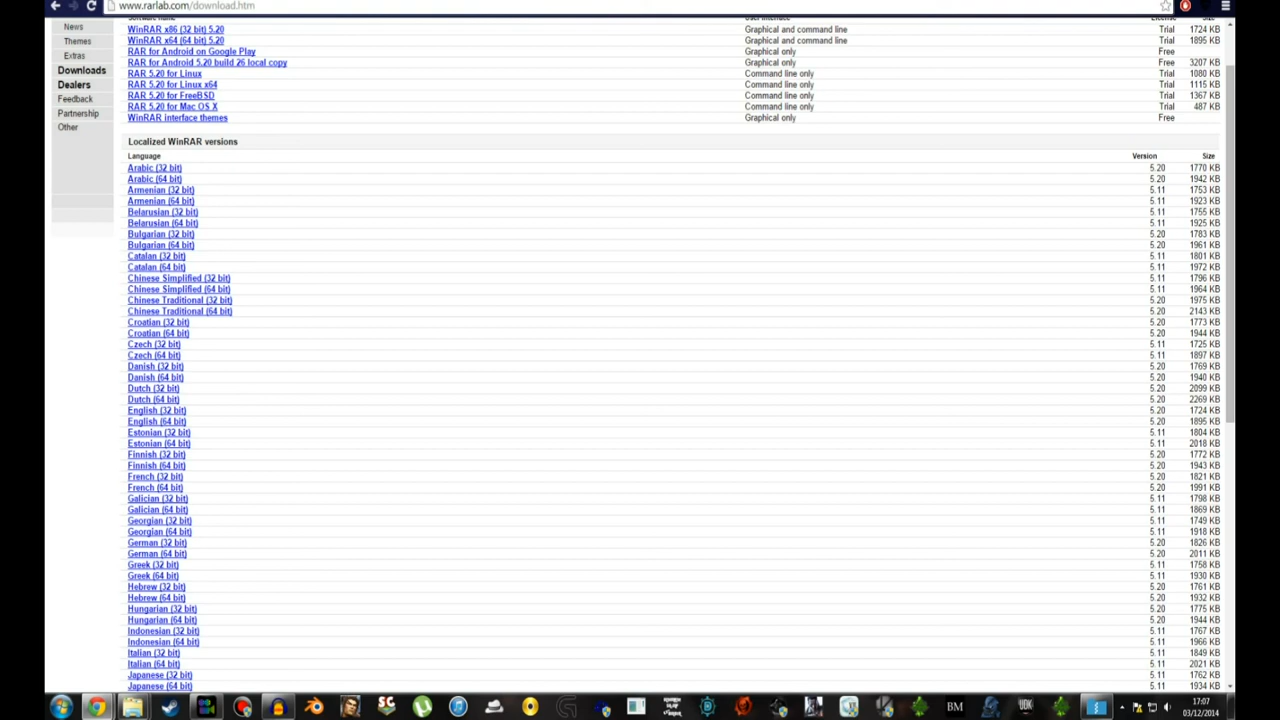 www.rarlab.com/download.htm
Software name User interface License Size
News
Themes
Extras
Downloads
Dealers
Feedback
Partnership
Other
WinRAR x86 (32 bit) 5.20 Graphical and command line Trial 1724 KB
WinRAR x64 (64 bit) 5.20 Graphical and command line Trial 1895 KB
RAR for Android on Google Play Graphical only Free
RAR for Android 5.20 build 26 local copy Graphical only Free 3207 KB
RAR 5.20 for Linux Command line only Trial 1080 KB
RAR 5.20 for Linux x64 Command line only Trial 1115 KB
RAR 5.20 for FreeBSD Command line only Trial 1367 KB
RAR 5.20 for Mac OS X Command line only Trial 487 KB
WinRAR interface themes Graphical only Free
Localized WinRAR versions
Language Version Size
Arabic (32 bit) 5.20 1770 KB
Arabic (64 bit) 5.20 1942 KB
Armenian (32 bit) 5.11 1753 KB
Armenian (64 bit) 5.11 1923 KB
Belarusian (32 bit) 5.11 1755 KB
Belarusian (64 bit) 5.11 1925 KB
Bulgarian (32 bit) 5.20 1783 KB
Bulgarian (64 bit) 5.20 1961 KB
Catalan (32 bit) 5.11 1801 KB
Catalan (64 bit) 5.11 1972 KB
Chinese Simplified (32 bit) 5.11 1796 KB
Chinese Simplified (64 bit) 5.11 1964 KB
Chinese Traditional (32 bit) 5.20 1975 KB
Chinese Traditional (64 bit) 5.20 2143 KB
Croatian (32 bit) 5.20 1773 KB
Croatian (64 bit) 5.20 1944 KB
Czech (32 bit) 5.11 1725 KB
Czech (64 bit) 5.11 1897 KB
Danish (32 bit) 5.20 1769 KB
Danish (64 bit) 5.20 1940 KB
Dutch (32 bit) 5.20 2099 KB
Dutch (64 bit) 5.20 2269 KB
English (32 bit) 5.20 1724 KB
English (64 bit) 5.20 1895 KB
Estonian (32 bit) 5.11 1804 KB
Estonian (64 bit) 5.11 2018 KB
Finnish (32 bit) 5.20 1772 KB
Finnish (64 bit) 5.20 1943 KB
French (32 bit) 5.20 1821 KB
French (64 bit) 5.20 1991 KB
Galician (32 bit) 5.11 1798 KB
Galician (64 bit) 5.11 1869 KB
Georgian (32 bit) 5.11 1749 KB
Georgian (64 bit) 5.11 1918 KB
German (32 bit) 5.20 1826 KB
German (64 bit) 5.20 2011 KB
Greek (32 bit) 5.11 1758 KB
Greek (64 bit) 5.11 1930 KB
Hebrew (32 bit) 5.20 1761 KB
Hebrew (64 bit) 5.20 1932 KB
Hungarian (32 bit) 5.20 1775 KB
Hungarian (64 bit) 5.20 1944 KB
Indonesian (32 bit) 5.11 1767 KB
Indonesian (64 bit) 5.11 1966 KB
Italian (32 bit) 5.11 1849 KB
Italian (64 bit) 5.11 2021 KB
Japanese (32 bit) 5.11 1762 KB
Japanese (64 bit) 5.11 1934 KB
SC
BM
UDK
17:07
03/12/2014